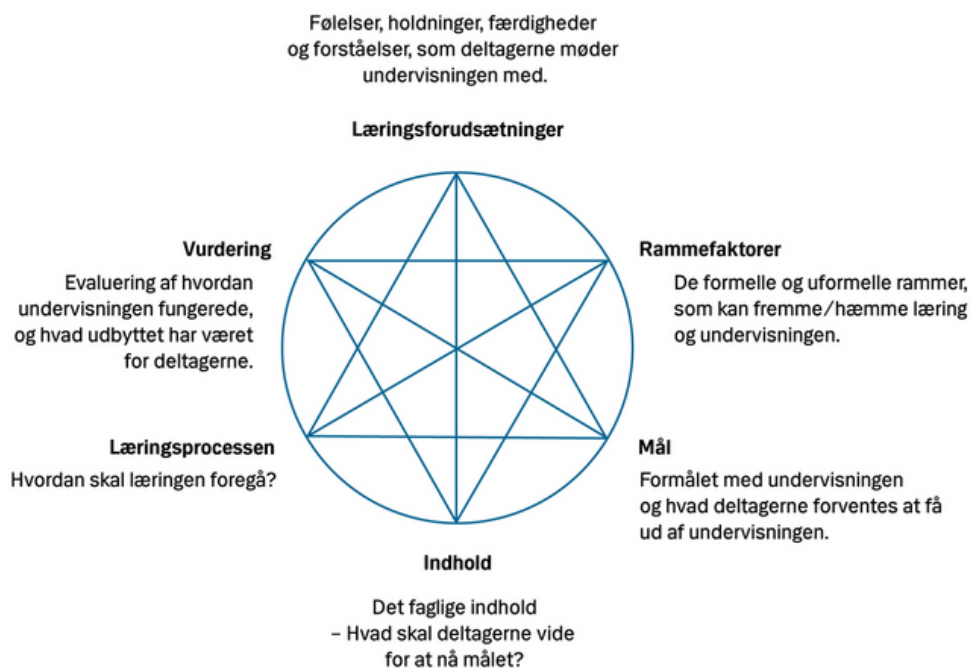 Følelser, holdninger, færdigheder
og forståelser, som deltagerne møder
undervisningen med.
Læringsforudsætninger
Vurdering
Evaluering af hvordan
undervisningen fungerede,
og hvad udbyttet har været
for deltagerne.
Rammefaktorer
De formelle og uformelle rammer,
som kan fremme/hæmme læring
og undervisningen.
Læringsprocessen
Hvordan skal læringen foregå?
Mål
Formålet med undervisningen
og hvad deltagerne forventes at få
ud af undervisningen.
Indhold
Det faglige indhold
– Hvad skal deltagerne vide
for at nå målet?